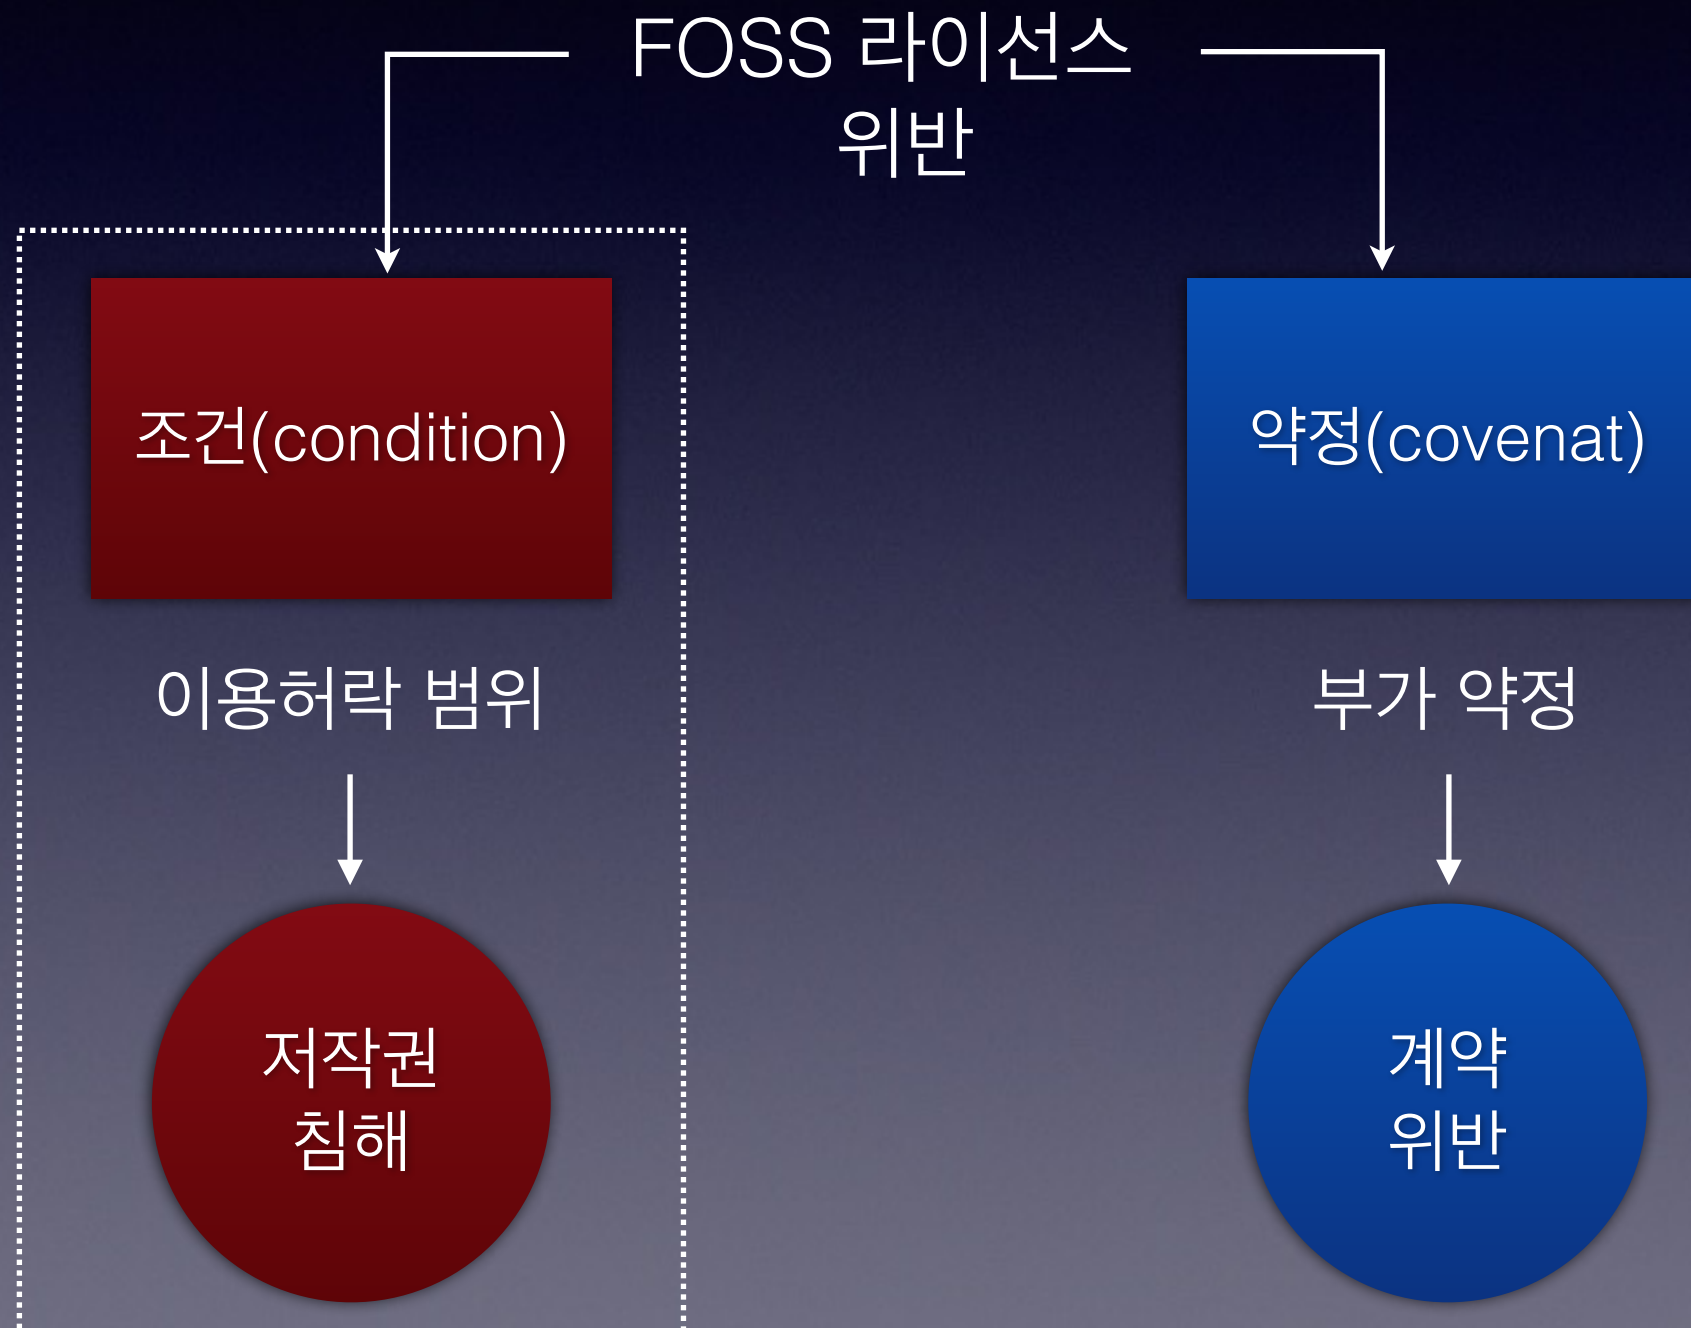 FOSS 라이선스
위반
조건(condition)
약정(covenat)
이용허락 범위
부가 약정
저작권
침해
계약
위반